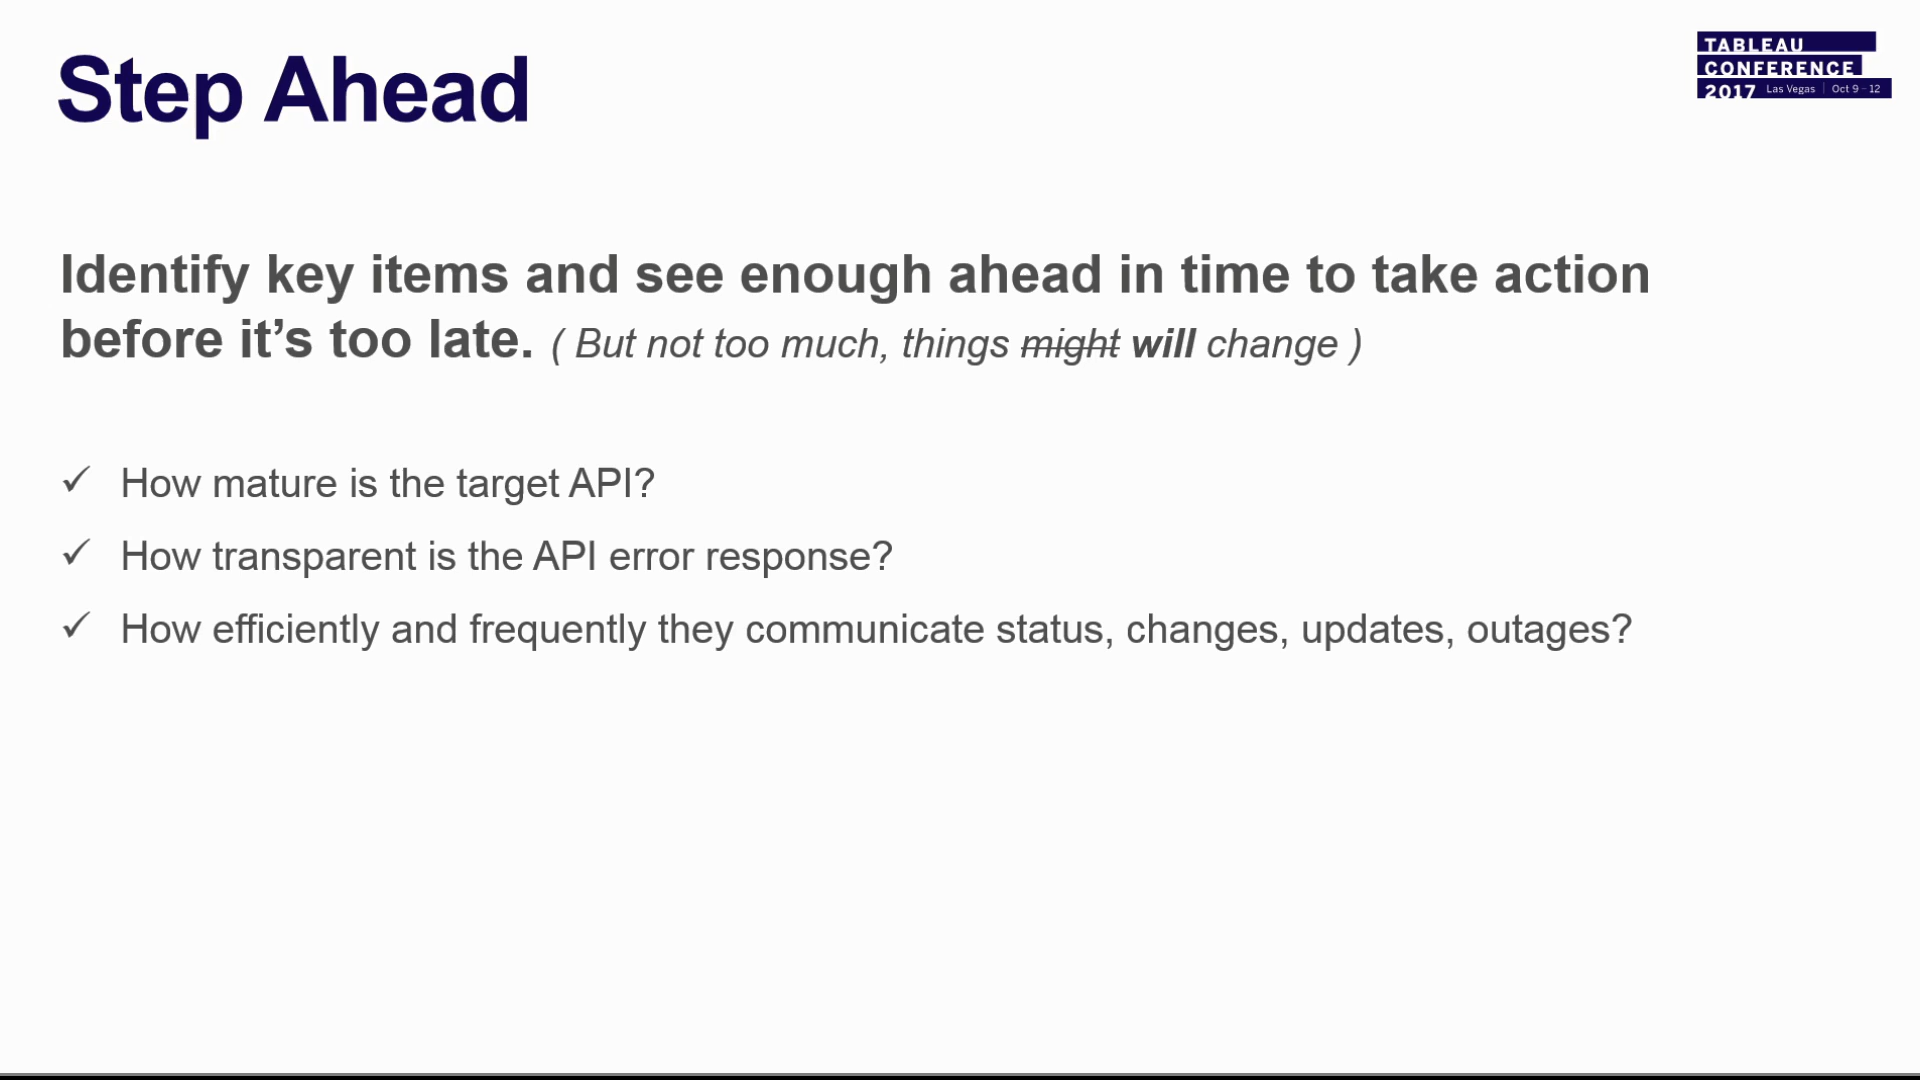 Step Ahead
TABLEAU
CONFERENCE
2017 Las Vegas | Oct 9 - 12
Identify key items and see enough ahead in time to take action
before it’s too late. ( But not too much, things might will change )
✓ How mature is the target API?
✓ How transparent is the API error response?
✓ How efficiently and frequently they communicate status, changes, updates, outages?